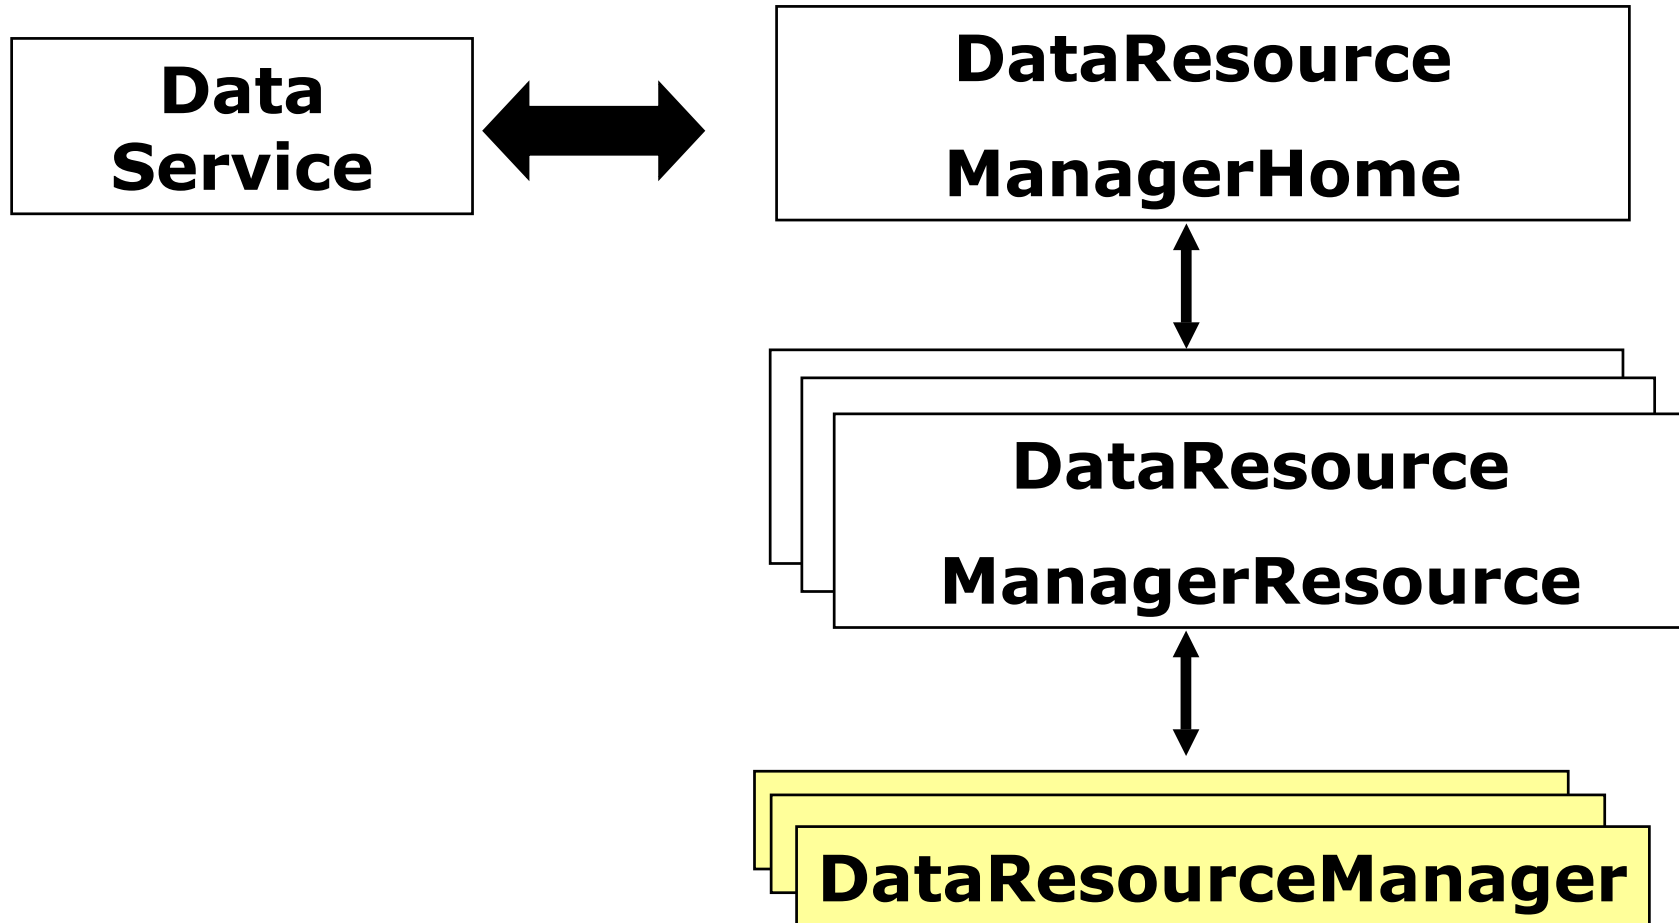 Data
Service
DataResource
ManagerHome
DataResource
ManagerResource
DataResourceManager